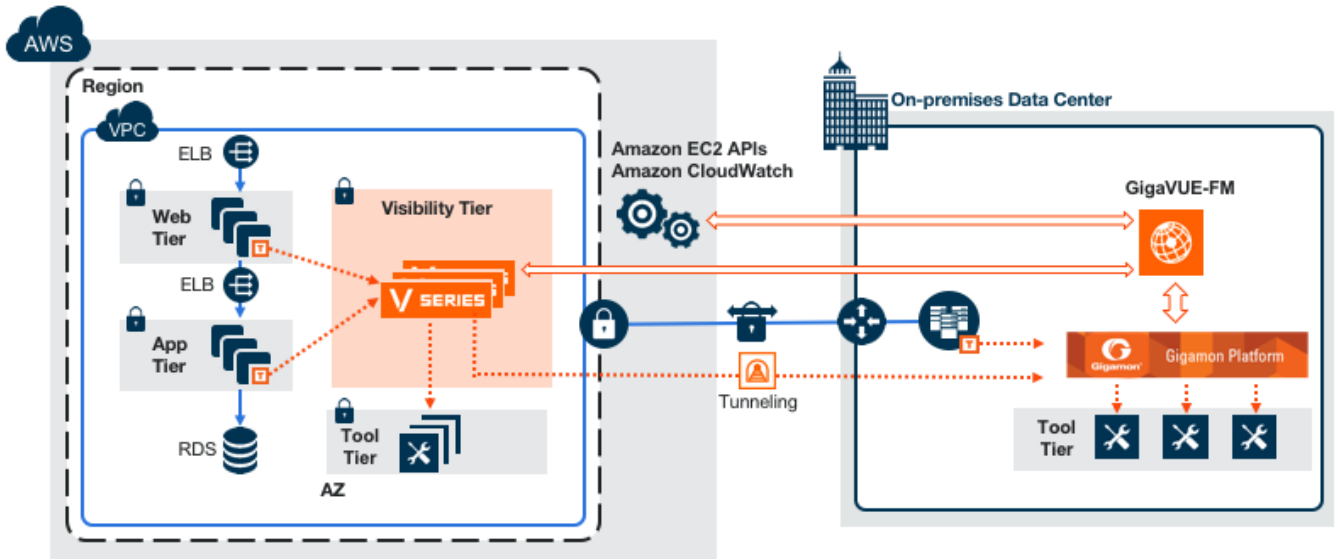 AWS
Region
VPC
ELB
Web
Tier
T
ELB
App
Tier
T
RDS
Visibility Tier
V SERIES
Tool
Tier
AZ
Amazon EC2 APIs
Amazon CloudWatch
Tunneling
On-premises Data Center
GigaVUE-FM
T
G
Gigamon®
Gigamon Platform
Tool
Tier